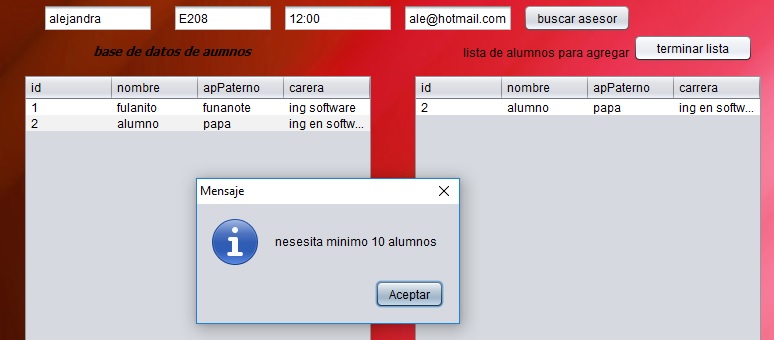 alejandra E208 12:00 ale@hotmail.com buscar asesor
base de datos de aumnos
lista de alumnos para agregar terminar lista
id nombre apPaterno carera
1 fulanito funanote ing software
2 alumno papa ing en softw...
id nombre apPaterno carrera
2 alumno papa ing en softw...
Mensaje
nesesita minimo 10 alumnos
Aceptar